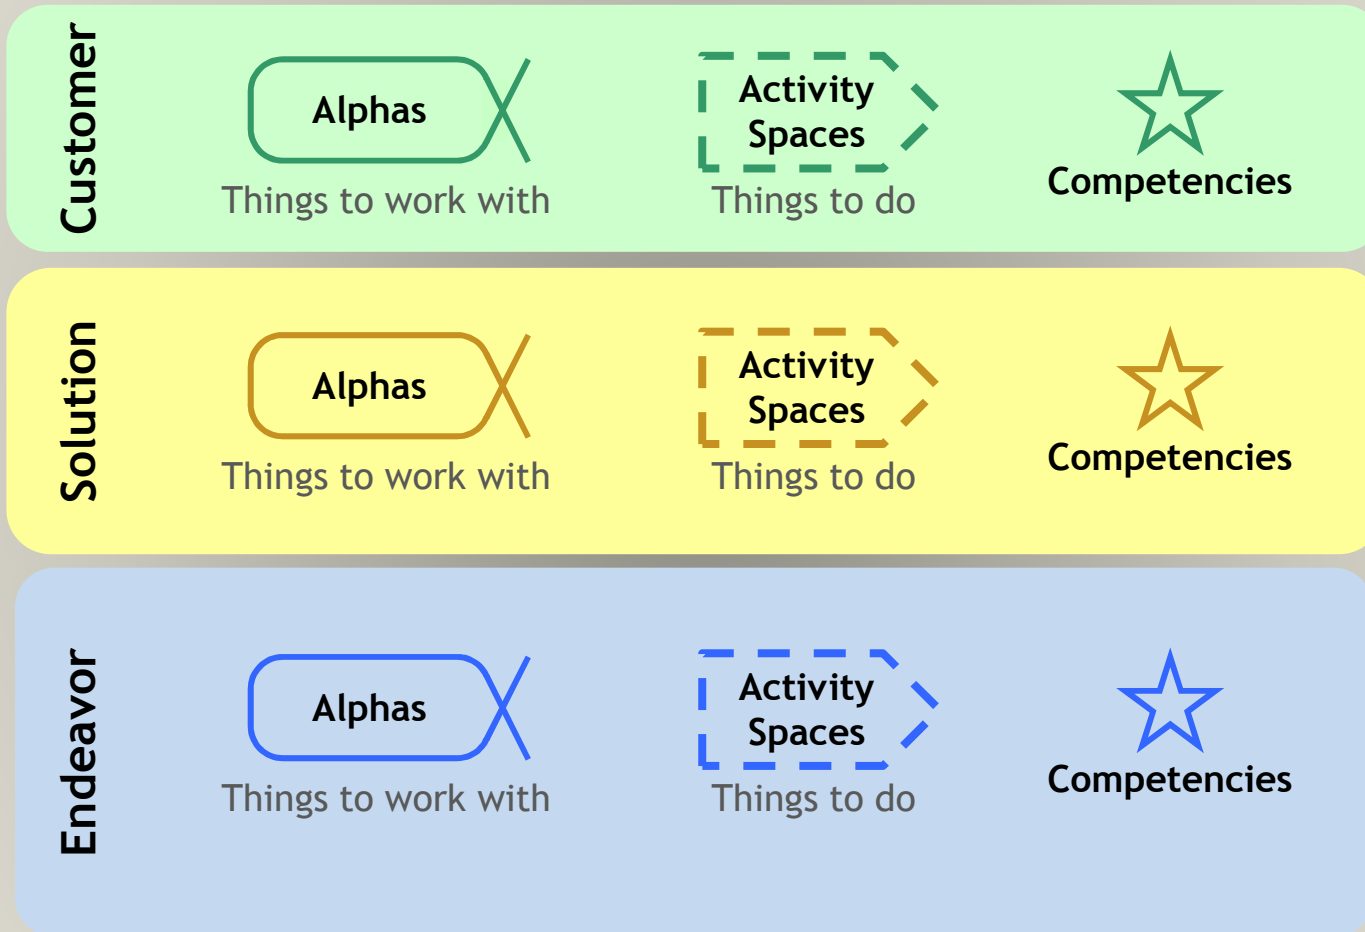 Customer
Alphas
Things to work with
Activity
Spaces
Things to do
Competencies
Solution
Alphas
Things to work with
Activity
Spaces
Things to do
Competencies
Endeavor
Alphas
Things to work with
Activity
Spaces
Things to do
Competencies